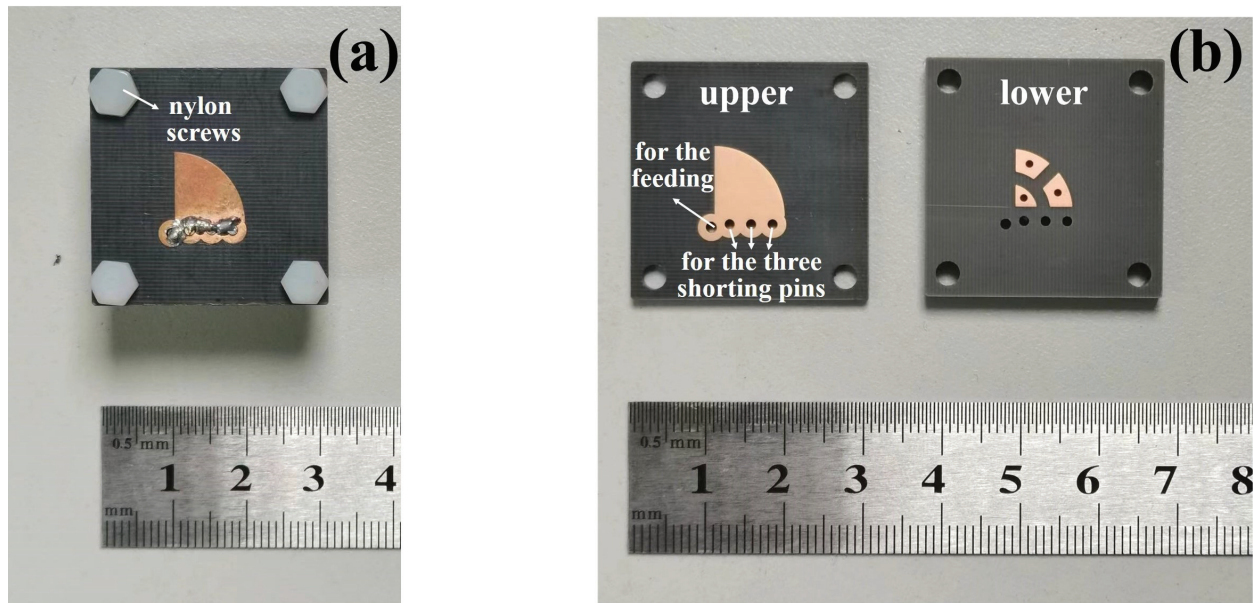 (a)
nylon
screws
0.5 mm
1 2 3 4
mm
(b)
upper
lower
for the
feeding
for the three
shorting pins
0.5 mm
1 2 3 4 5 6 7 8
mm